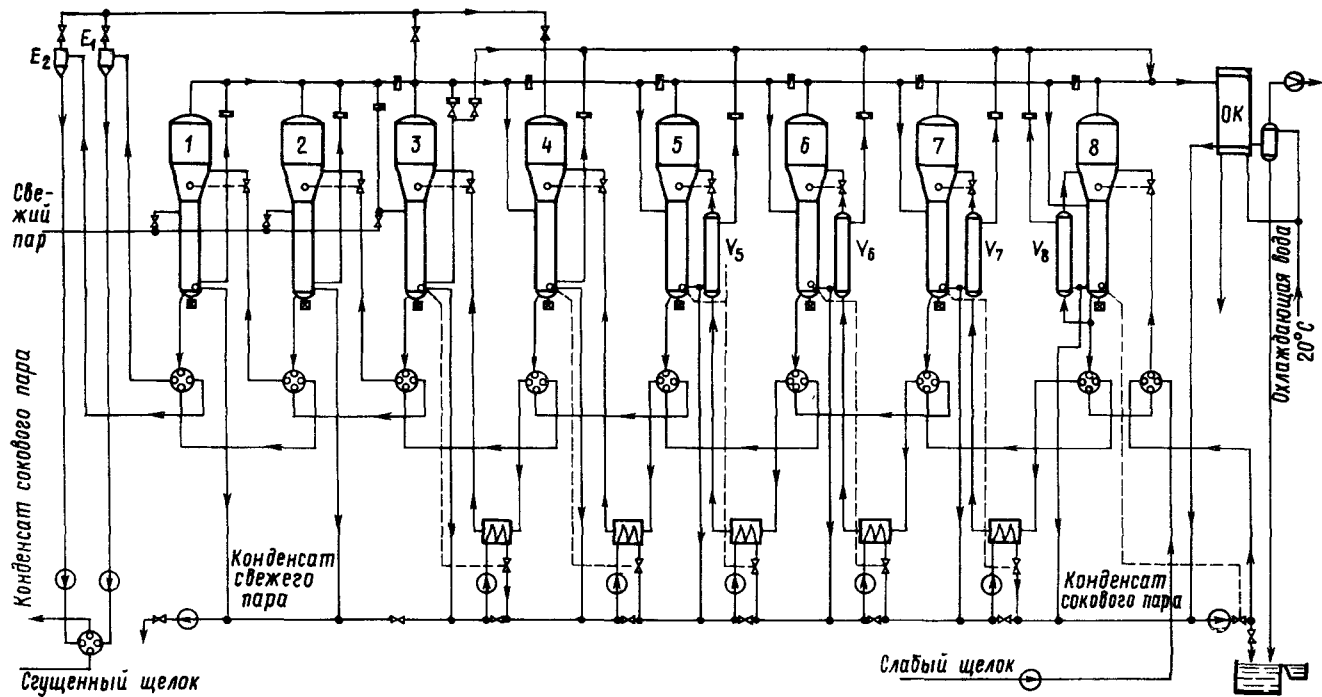 E₂
E₁
1
2
3
4
5
6
7
8
ОК
Све-
жий
пар
V₅
V₆
V₇
V₈
Охлаждающая вода
20°С
Конденсат сокового пара
Конденсат
свежего
пара
Конденсат
сокового пара
Сгущенный щелок
Слабый щелок